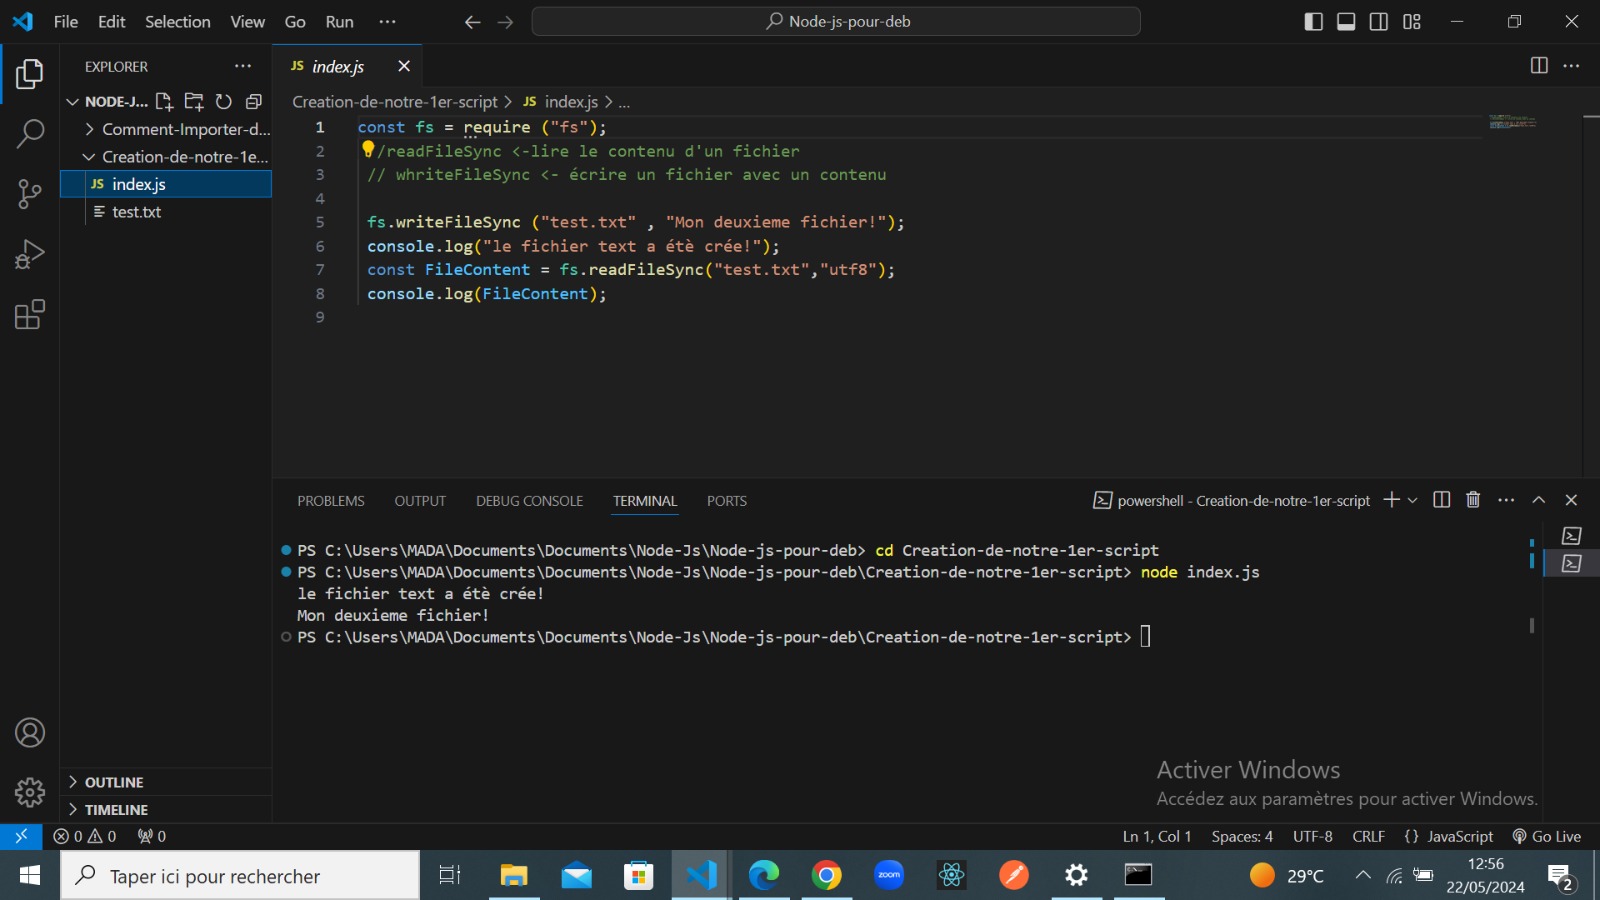 File Edit Selection View Go Run ...
Node-js-pour-deb
EXPLORER
JS index.js
NODE-J...
Creation-de-notre-1er-script > JS index.js > ...
Comment-Importer-d...
Creation-de-notre-1e...
JS index.js
test.txt
1 const fs = require ("fs");
2 /readFileSync <-lire le contenu d'un fichier
3 // whriteFileSync <- écrire un fichier avec un contenu
4
5 fs.writeFileSync ("test.txt" , "Mon deuxieme fichier!");
6 console.log("le fichier text a étè crée!");
7 const FileContent = fs.readFileSync("test.txt","utf8");
8 console.log(FileContent);
9
PROBLEMS OUTPUT DEBUG CONSOLE TERMINAL PORTS
powershell - Creation-de-notre-1er-script
PS C:\Users\MADA\Documents\Documents\Node-Js\Node-js-pour-deb> cd Creation-de-notre-1er-script
PS C:\Users\MADA\Documents\Documents\Node-Js\Node-js-pour-deb\Creation-de-notre-1er-script> node index.js
le fichier text a étè crée!
Mon deuxieme fichier!
PS C:\Users\MADA\Documents\Documents\Node-Js\Node-js-pour-deb\Creation-de-notre-1er-script>
Activer Windows
Accédez aux paramètres pour activer Windows.
OUTLINE
TIMELINE
0 0 0
Ln 1, Col 1 Spaces: 4 UTF-8 CRLF {} JavaScript Go Live
Taper ici pour rechercher
zoom
29°C
12:56
22/05/2024
2